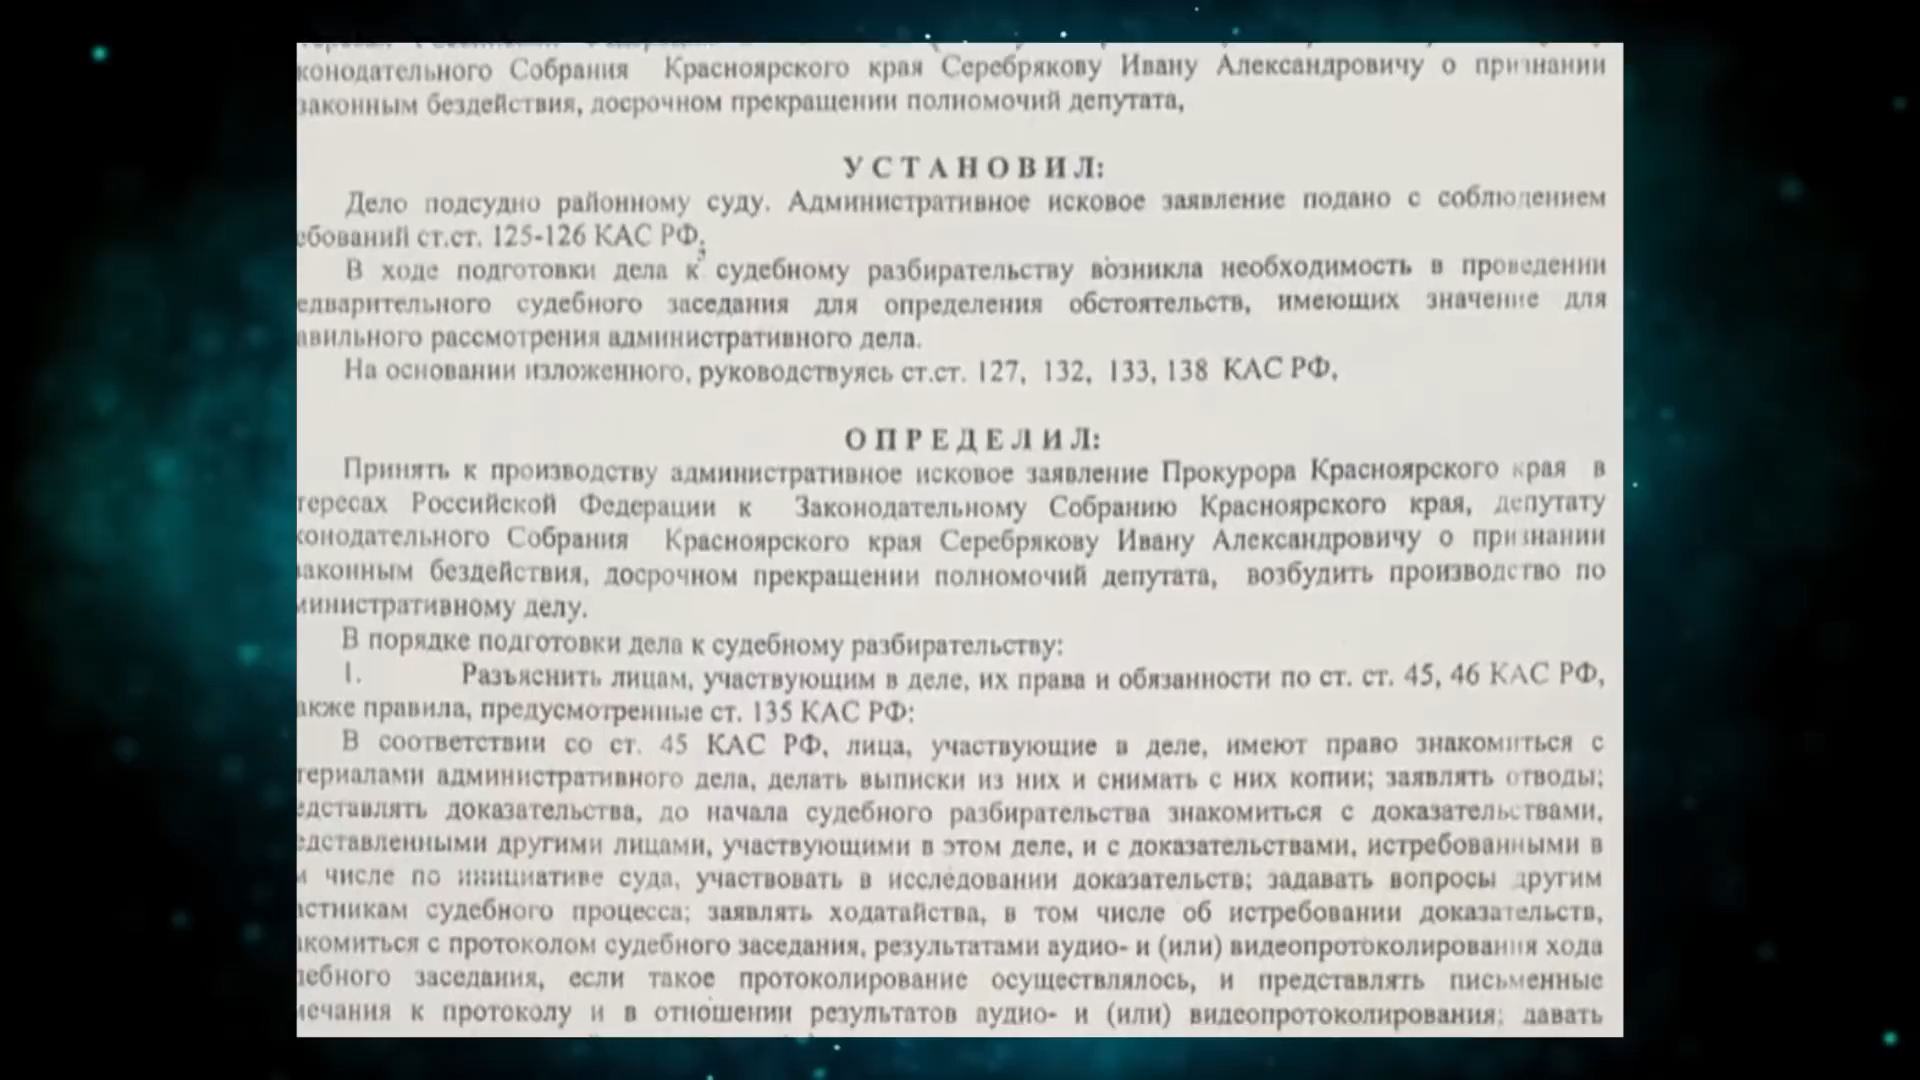 конодательного Собрания Красноярского края Серебрякову Ивану Александровичу о признании
законным бездействия, досрочном прекращении полномочий депутата,
УСТАНОВИЛ:
Дело подсудно районному суду. Административное исковое заявление подано с соблюдением
ебований ст.ст. 125-126 КАС РФ.
В ходе подготовки дела к судебному разбирательству возникла необходимость в проведении
едварительного судебного заседания для определения обстоятельств, имеющих значение для
авильного рассмотрения административного дела.
На основании изложенного, руководствуясь ст.ст. 127, 132, 133, 138 КАС РФ,
ОПРЕДЕЛИЛ:
Принять к производству административное исковое заявление Прокурора Красноярского края в
тересах Российской Федерации к Законодательному Собранию Красноярского края, депутату
конодательного Собрания Красноярского края Серебрякову Ивану Александровичу о признании
законным бездействия, досрочном прекращении полномочий депутата, возбудить производство по
министративному делу.
В порядке подготовки дела к судебному разбирательству:
1. Разъяснить лицам, участвующим в деле, их права и обязанности по ст. ст. 45, 46 КАС РФ,
акже правила, предусмотренные ст. 135 КАС РФ:
В соответствии со ст. 45 КАС РФ, лица, участвующие в деле, имеют право знакомиться с
териалами административного дела, делать выписки из них и снимать с них копии; заявлять отводы;
едставлять доказательства, до начала судебного разбирательства знакомиться с доказательствами,
едставленными другими лицами, участвующими в этом деле, и с доказательствами, истребованными в
м числе по инициативе суда, участвовать в исследовании доказательств; задавать вопросы другим
астникам судебного процесса; заявлять ходатайства, в том числе об истребовании доказательств,
акомиться с протоколом судебного заседания, результатами аудио- и (или) видеопротоколирования хода
дебного заседания, если такое протоколирование осуществлялось, и представлять письменные
мечания к протоколу и в отношении результатов аудио- и (или) видеопротоколирования; давать